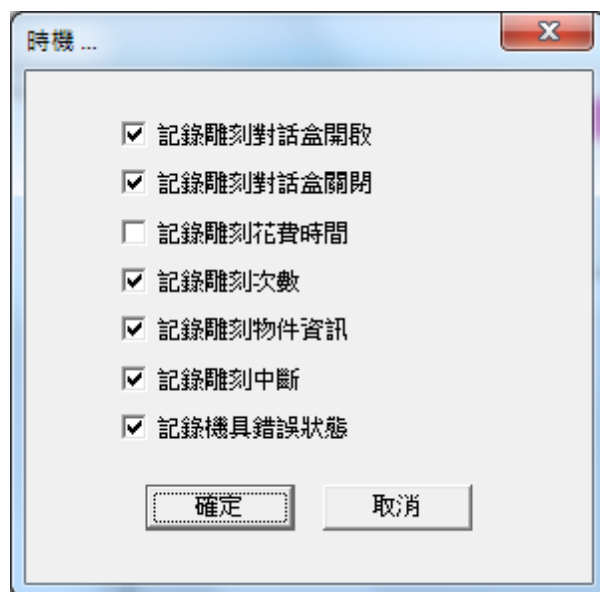 時機 ...
記錄雕刻對話盒開啟
記錄雕刻對話盒關閉
記錄雕刻花費時間
記錄雕刻次數
記錄雕刻物件資訊
記錄雕刻中斷
記錄機具錯誤狀態
確定
取消